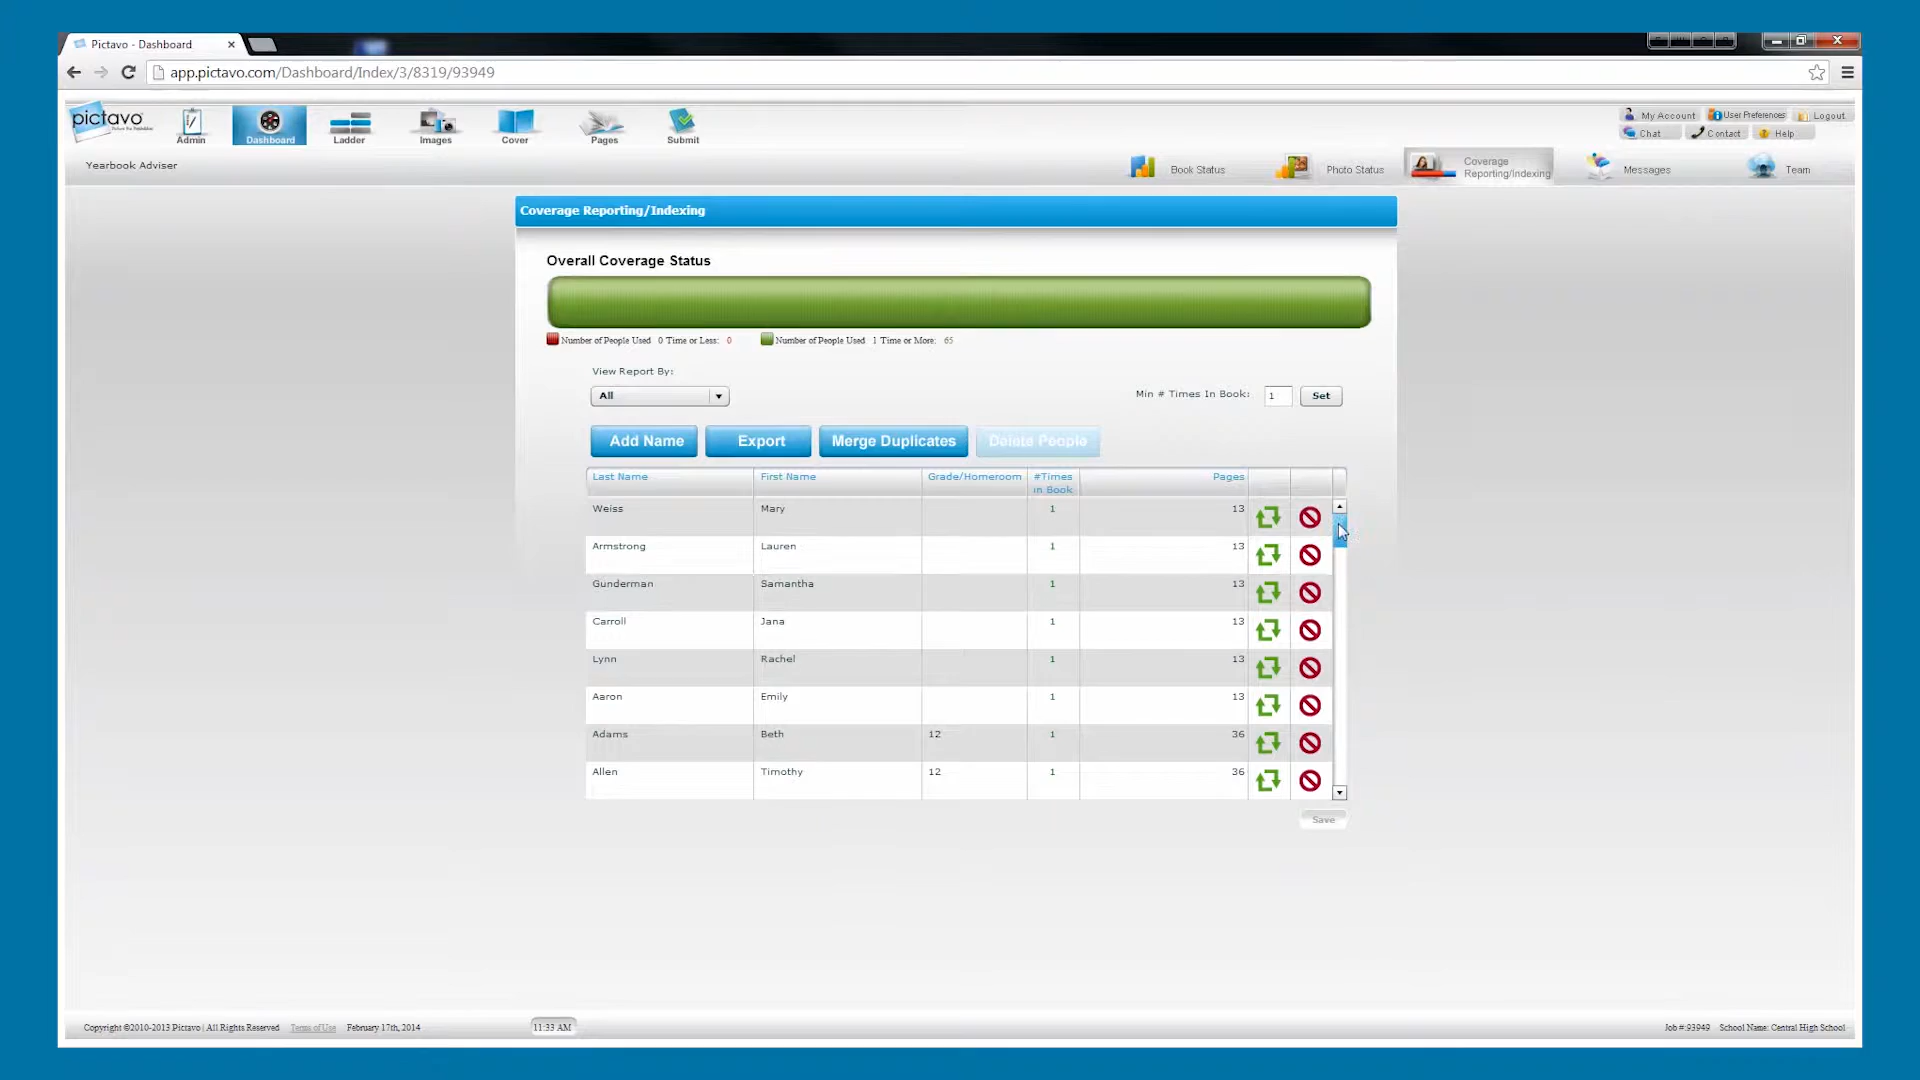 Pictavo - Dashboard
app.pictavo.com/Dashboard/Index/3/8319/93949
pictavo
Admin
Dashboard
Ladder
Images
Cover
Pages
Submit
My Account
User Preferences
Logout
Chat
Contact
Help
Yearbook Adviser
Book Status
Photo Status
Coverage
Reporting/Indexing
Messages
Team
Coverage Reporting/Indexing
Overall Coverage Status
Number of People Used 0 Time or Less: 0
Number of People Used 1 Time or More: 65
View Report By:
All
Min # Times In Book: 1 Set
Add Name
Export
Merge Duplicates
Delete People
Last Name First Name Grade/Homeroom #Times in Book Pages
Weiss Mary 1 13
Armstrong Lauren 1 13
Gunderman Samantha 1 13
Carroll Jana 1 13
Lynn Rachel 1 13
Aaron Emily 1 13
Adams Beth 12 1 36
Allen Timothy 12 1 36
Save
Copyright ©2010-2013 Pictavo | All Rights Reserved Terms of Use February 17th, 2014 11:33 AM Job #:93949 School Name: Central High School